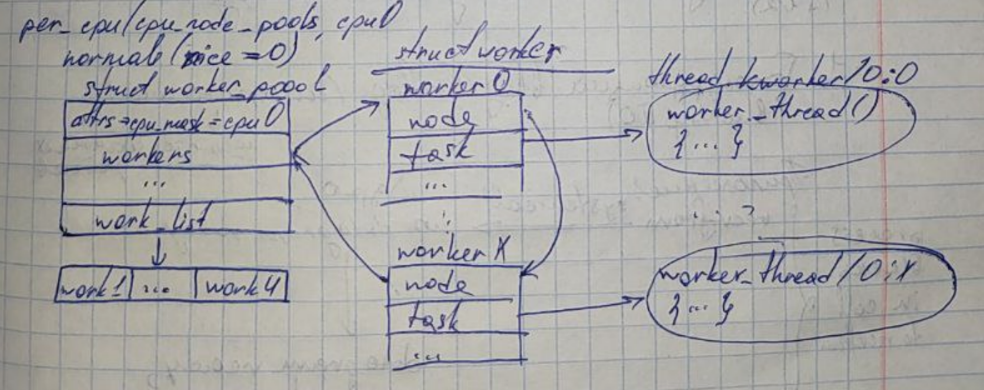 per_cpu(cpu_node_pools, cpu0
normal (nice = 0)
struct worker_poool
attrs→cpu_mask = cpu0
workers
...
work_list
work1 ... work4
struct worker
worker 0
node
task
...
worker X
node
task
...
thread kworker/0:0
worker_thread()
{ ... }
... ?
worker_thread/0:X
{ ... }